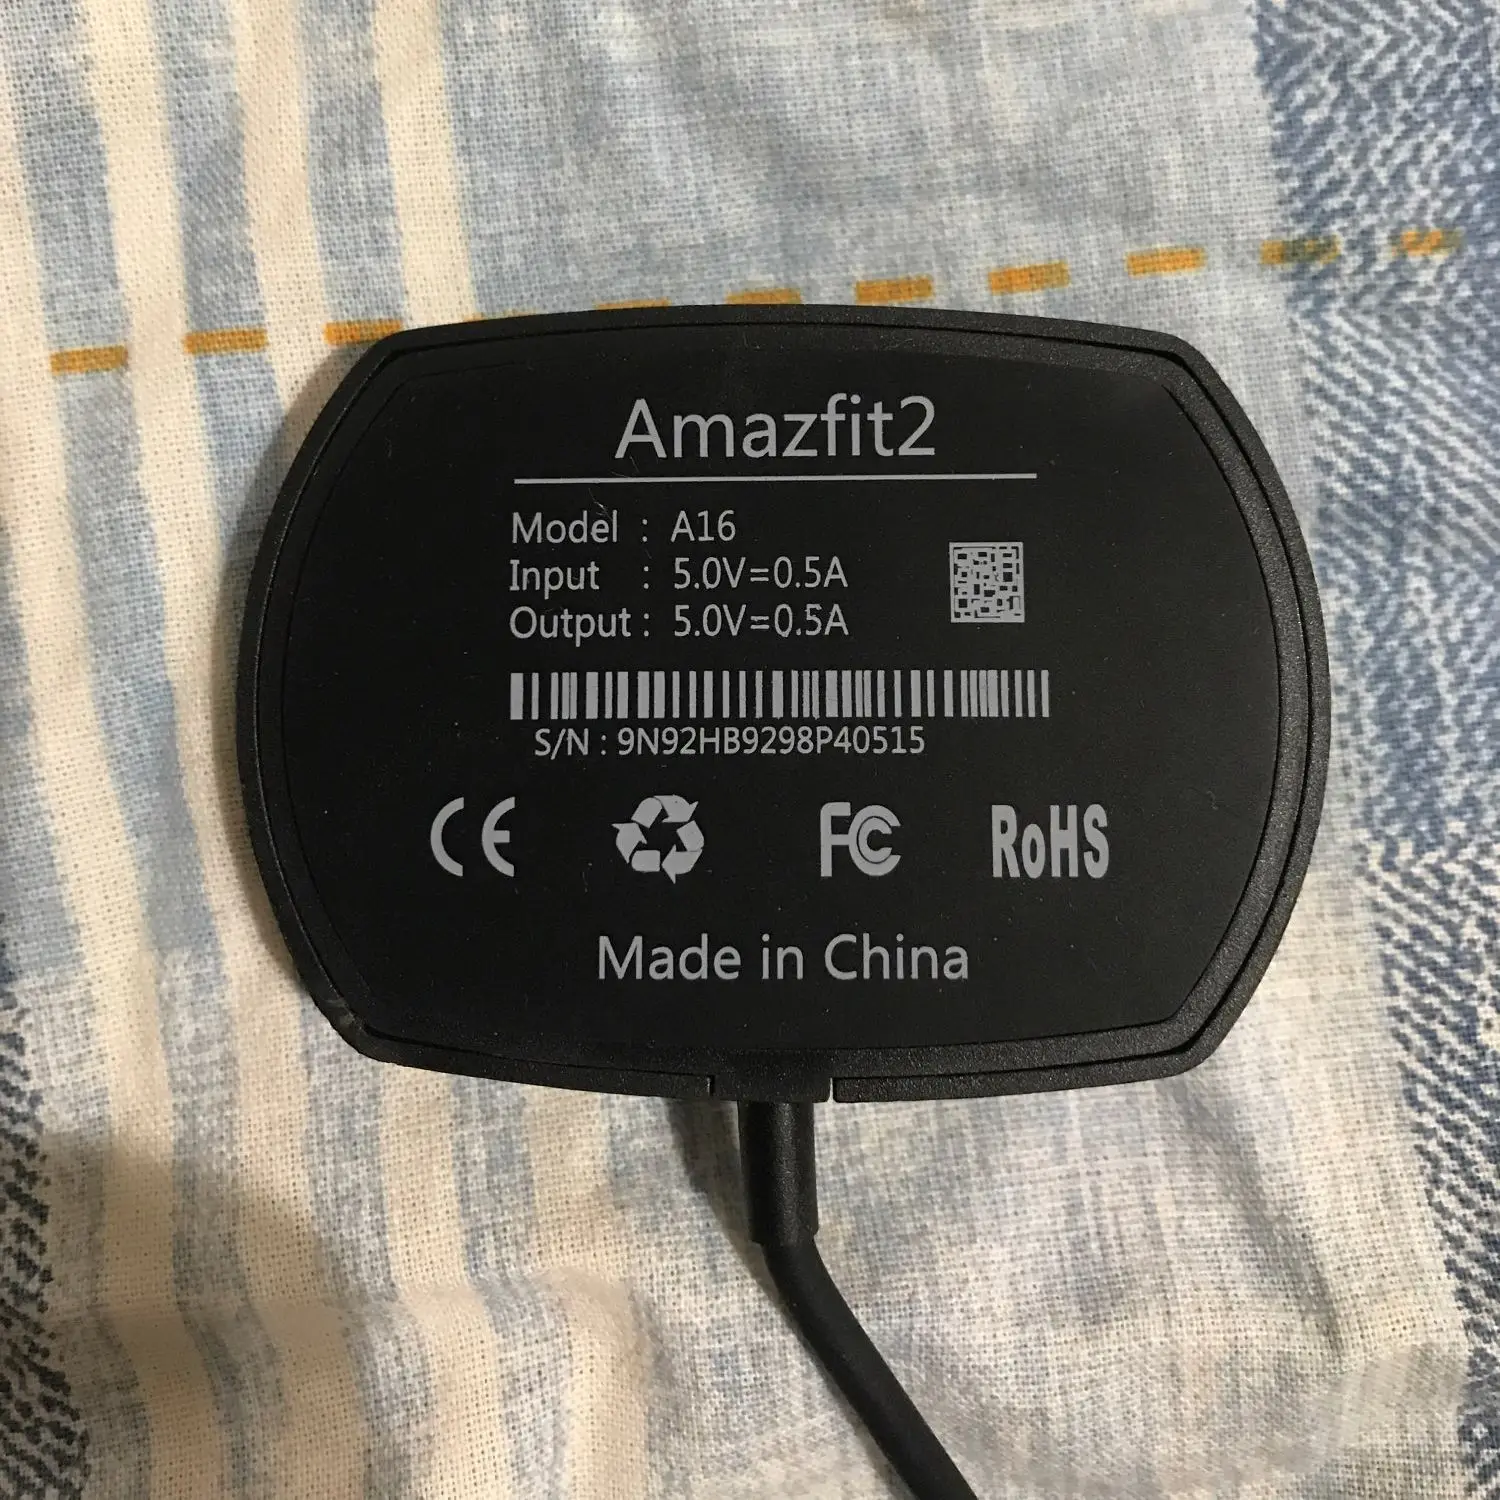 Amazfit2
Model : A16
Input : 5.0V=0.5A
Output : 5.0V=0.5A
S/N : 9N92HB9298P40515
CE FC RoHS
Made in China